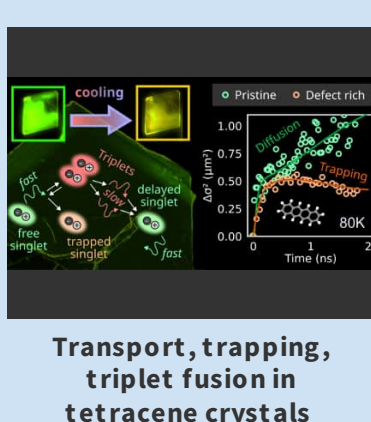 cooling
Pristine Defect rich
fast
Triplets
slow
free
singlet
trapped
singlet
delayed
singlet
fast
Δσ² (µm²)
1.00
0.75
0.50
0.25
0.00
Diffusion
Trapping
80K
0 1 2
Time (ns)
Transport, trapping,
triplet fusion in
tetracene crystals